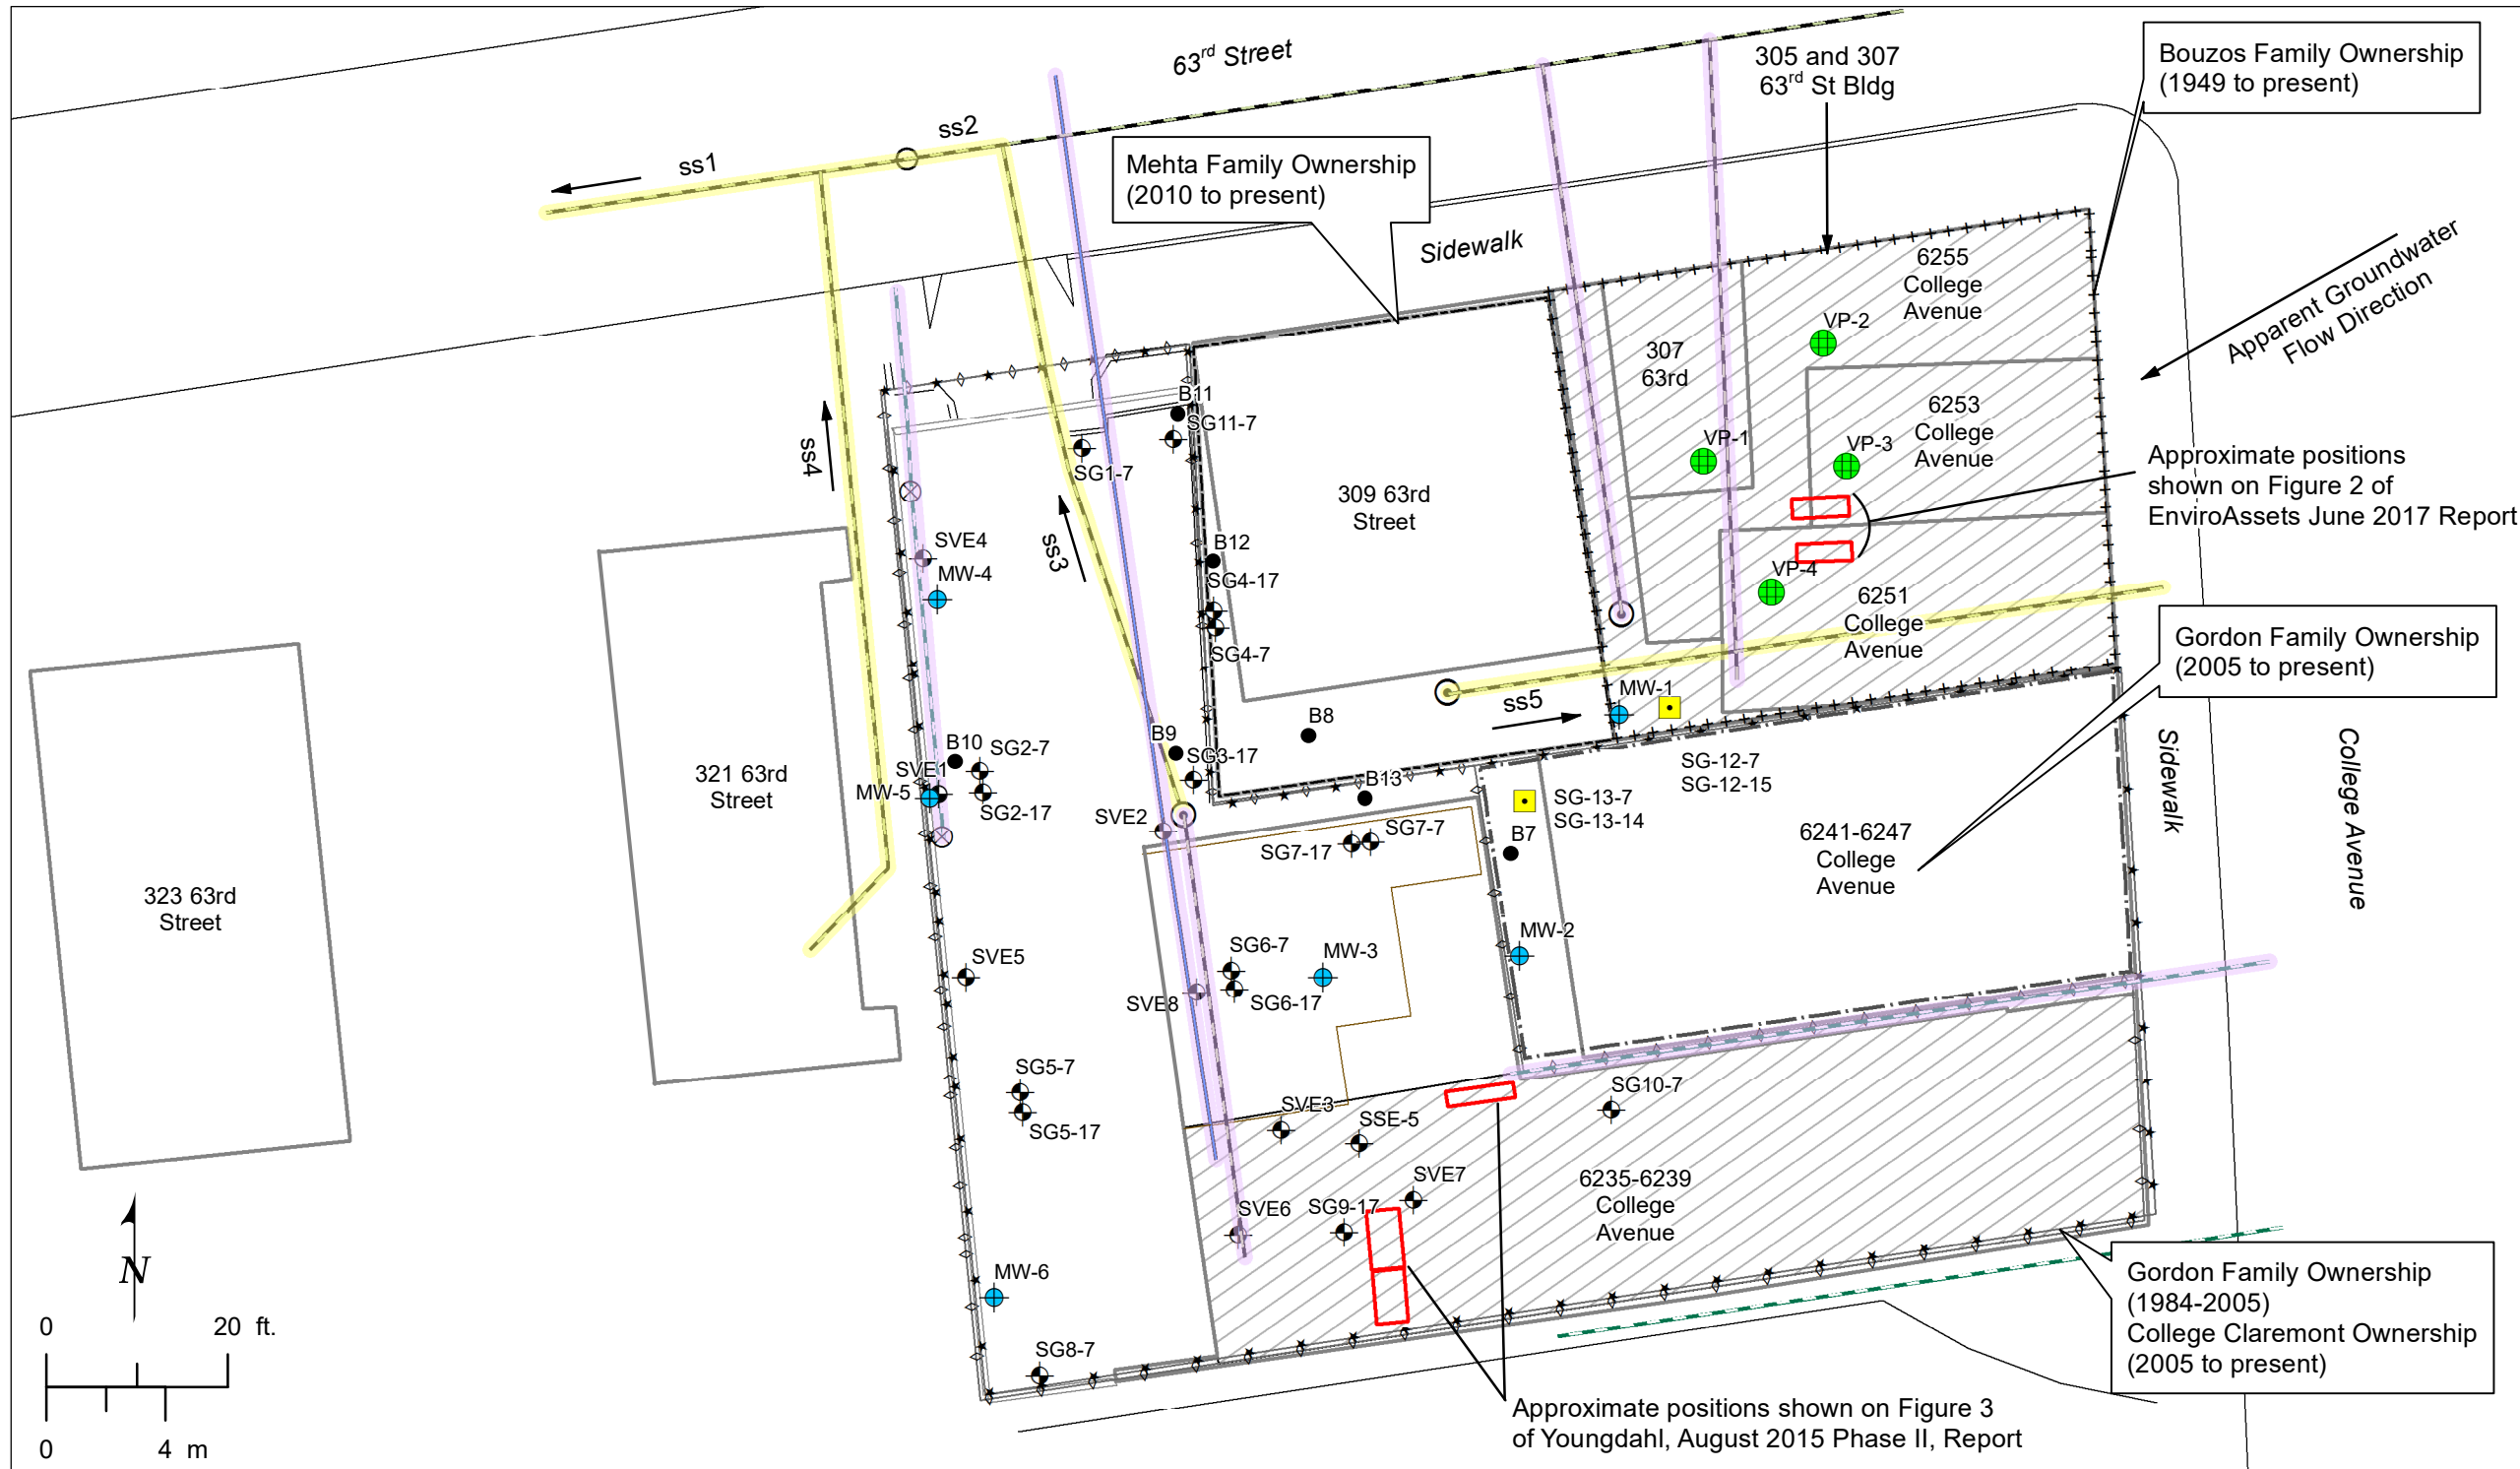 63rd Street
305 and 307
63rd St Bldg
Bouzos Family Ownership
(1949 to present)
ss2
ss1
Mehta Family Ownership
(2010 to present)
Sidewalk
6255
College
Avenue
Apparent Groundwater
Flow Direction
VP-2
307
63rd
6253
College
Avenue
VP-1
VP-3
B11
SG11-7
SG1-7
ss4
Approximate positions
shown on Figure 2 of
EnviroAssets June 2017 Report
309 63rd
Street
SVE4
MW-4
ss3
B12
SG4-17
SG4-7
VP-4
6251
College
Avenue
Gordon Family Ownership
(2005 to present)
MW-1
ss5
B8
B9
SG3-17
B10
SG2-7
SVE1
MW-5
SG2-17
321 63rd
Street
B13
SG-12-7
SG-12-15
SG-13-7
SG-13-14
SVE2
SG7-7
SG7-17
B7
6241-6247
College
Avenue
Sidewalk
College Avenue
323 63rd
Street
MW-2
SG6-7
MW-3
SVE5
SVE8
SG6-17
SG5-7
SG5-17
SVE3
SSE-5
SG10-7
SVE7
SVE6
SG9-17
6235-6239
College
Avenue
N
MW-6
SG8-7
0
20 ft.
0
4 m
Gordon Family Ownership
(1984-2005)
College Claremont Ownership
(2005 to present)
Approximate positions shown on Figure 3
of Youngdahl, August 2015 Phase II, Report